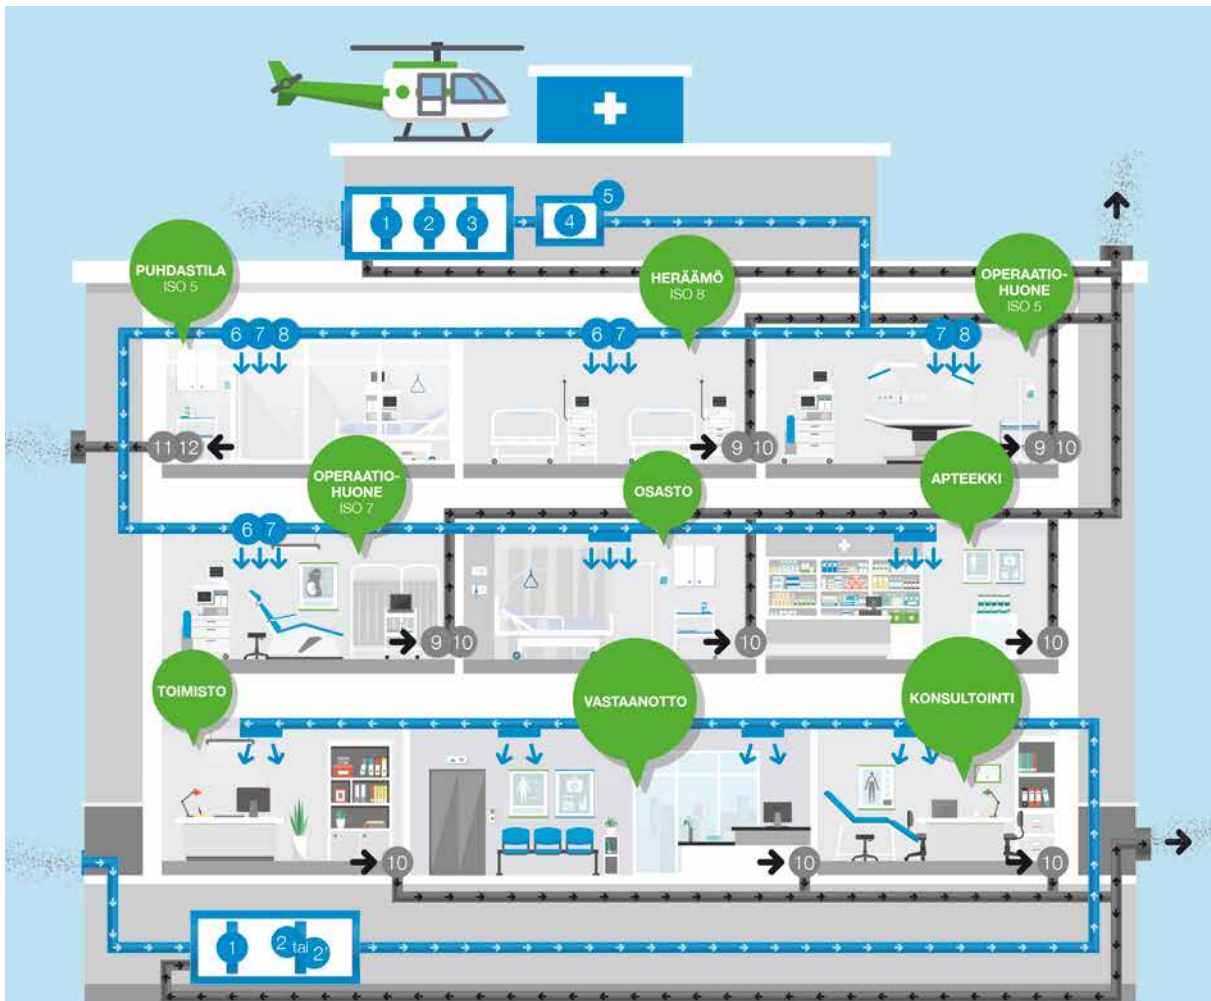 5
1 2 3 4
PUHDASTILA
ISO 5
HERÄÄMÖ
ISO 8
OPERAATIO-
HUONE
ISO 5
6 7 8
6 7
7 8
11 12
9 10
9 10
OPERAATIO-
HUONE
ISO 7
OSASTO
APTEEKKI
6 7
9 10
10
10
TOIMISTO
VASTAANOTTO
KONSULTOINTI
10
10
10
1
2 tai 2'